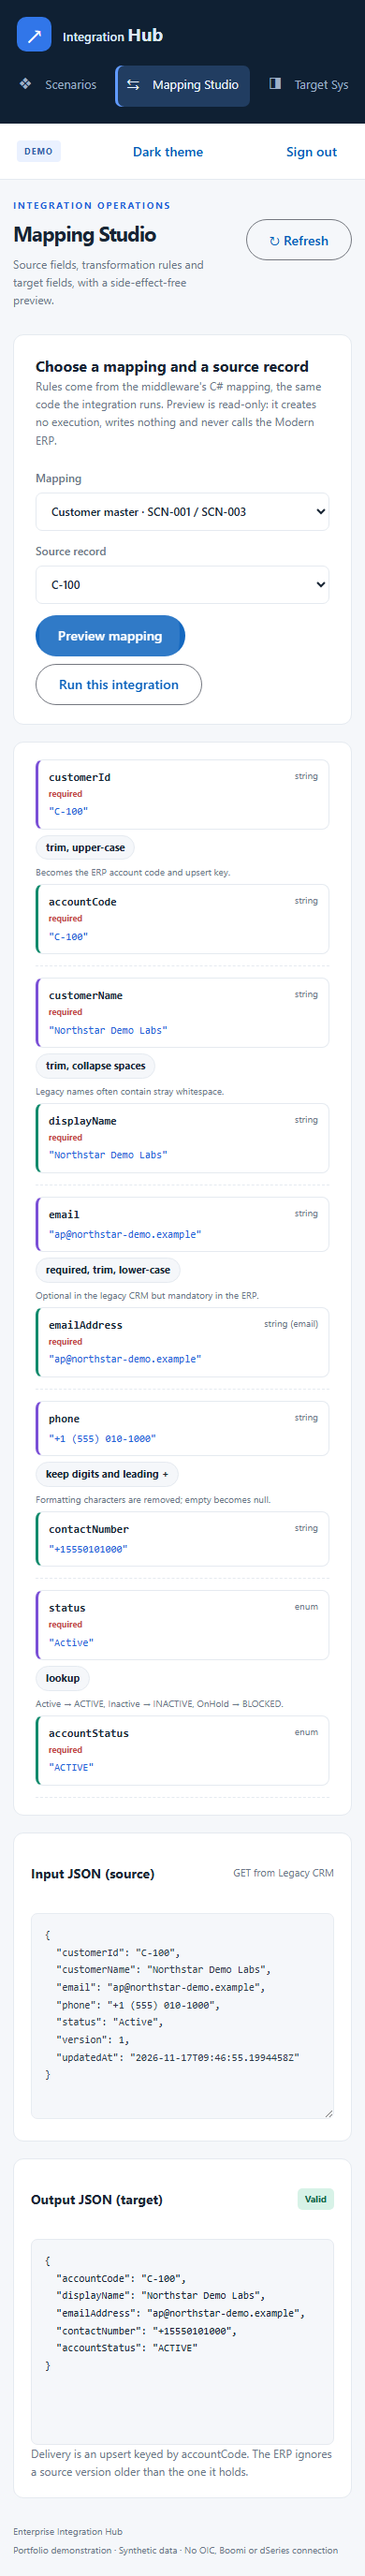 Integration Hub
Scenarios
Mapping Studio
Target Sys
DEMO
Dark theme
Sign out
INTEGRATION OPERATIONS
Mapping Studio
Source fields, transformation rules and
target fields, with a side-effect-free
preview.
↻ Refresh
Choose a mapping and a source record
Rules come from the middleware's C# mapping, the same
code the integration runs. Preview is read-only: it creates
no execution, writes nothing and never calls the Modern
ERP.
Mapping
Customer master · SCN-001 / SCN-003
Source record
C-100
Preview mapping
Run this integration
customerId string
required
"C-100"
trim, upper-case
Becomes the ERP account code and upsert key.
accountCode string
required
"C-100"
customerName string
required
"Northstar Demo Labs"
trim, collapse spaces
Legacy names often contain stray whitespace.
displayName string
required
"Northstar Demo Labs"
email string
"ap@northstar-demo.example"
required, trim, lower-case
Optional in the legacy CRM but mandatory in the ERP.
emailAddress string (email)
required
"ap@northstar-demo.example"
phone string
"+1 (555) 010-1000"
keep digits and leading +
Formatting characters are removed; empty becomes null.
contactNumber string
"+15550101000"
status enum
required
"Active"
lookup
Active → ACTIVE, Inactive → INACTIVE, OnHold → BLOCKED.
accountStatus enum
required
"ACTIVE"
Input JSON (source)
GET from Legacy CRM
{
"customerId": "C-100",
"customerName": "Northstar Demo Labs",
"email": "ap@northstar-demo.example",
"phone": "+1 (555) 010-1000",
"status": "Active",
"version": 1,
"updatedAt": "2026-11-17T09:46:55.1994458Z"
}
Output JSON (target)
Valid
{
"accountCode": "C-100",
"displayName": "Northstar Demo Labs",
"emailAddress": "ap@northstar-demo.example",
"contactNumber": "+15550101000",
"accountStatus": "ACTIVE"
}
Delivery is an upsert keyed by accountCode. The ERP ignores
a source version older than the one it holds.
Enterprise Integration Hub
Portfolio demonstration · Synthetic data · No OIC, Boomi or dSeries connection